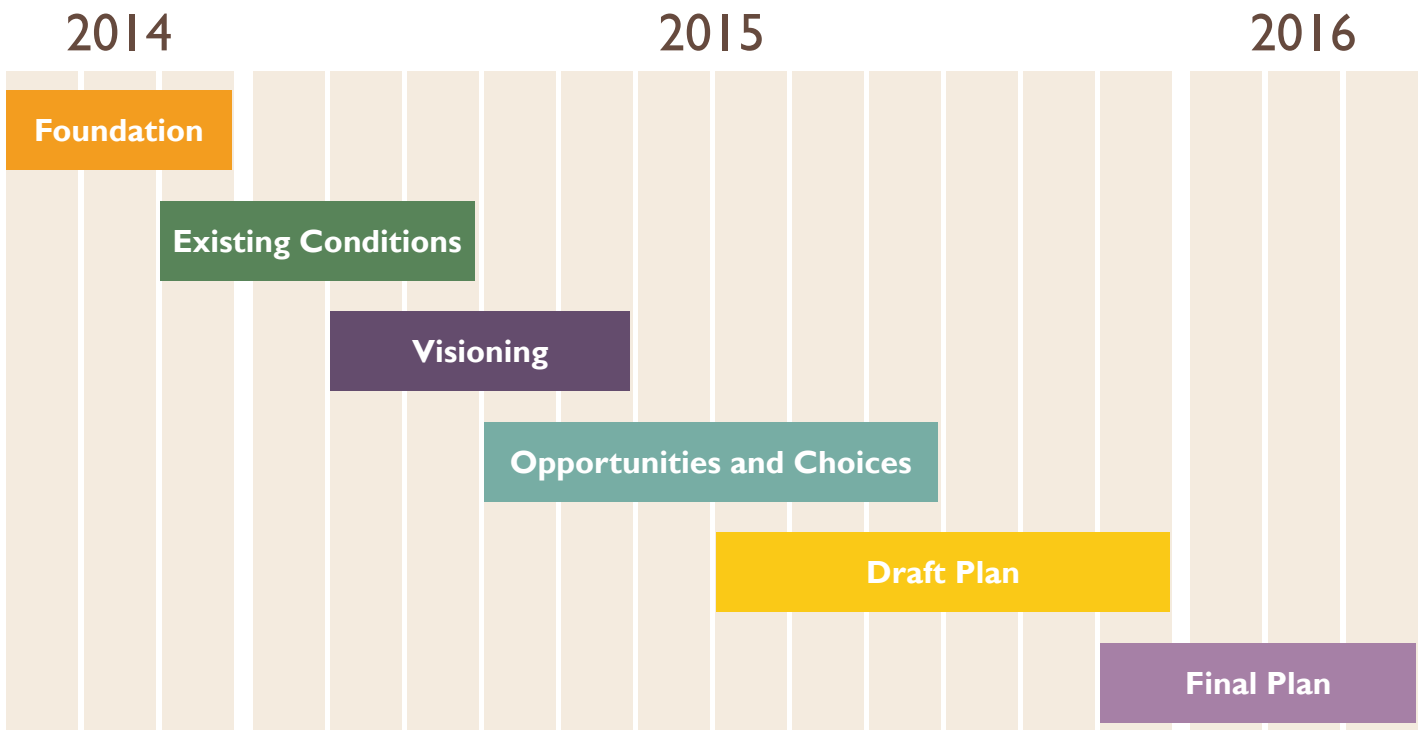 2014 2015 2016
Foundation
Existing Conditions
Visioning
Opportunities and Choices
Draft Plan
Final Plan